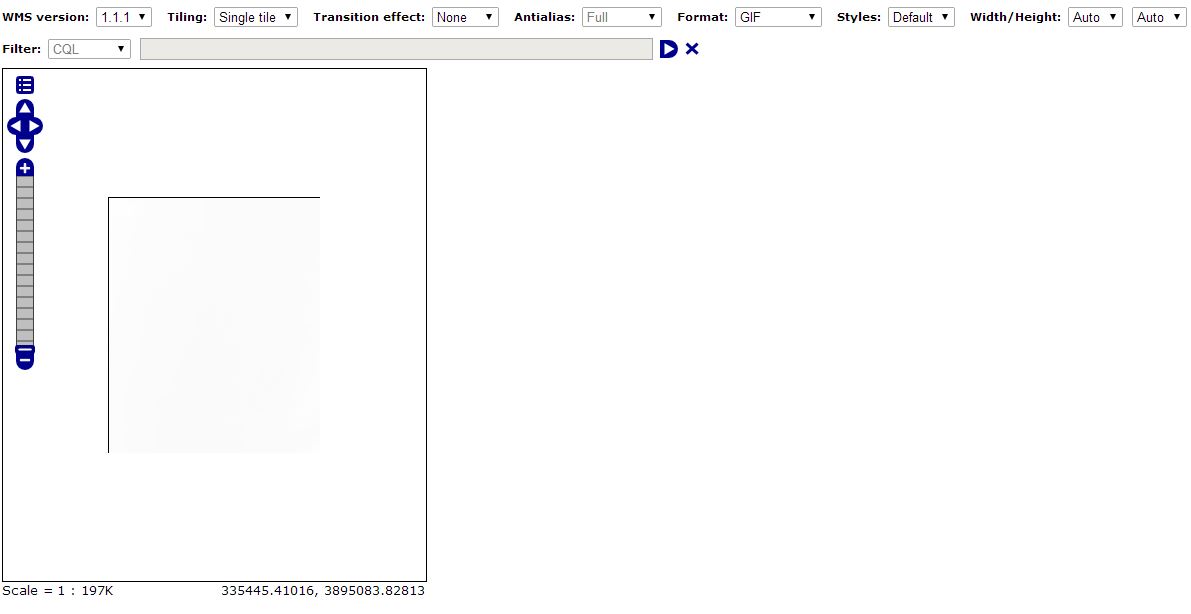 WMS version: 1.1.1 Tiling: Single tile Transition effect: None Antialias: Full Format: GIF Styles: Default Width/Height: Auto Auto
Filter: CQL
Scale = 1 : 197K 335445.41016, 3895083.82813